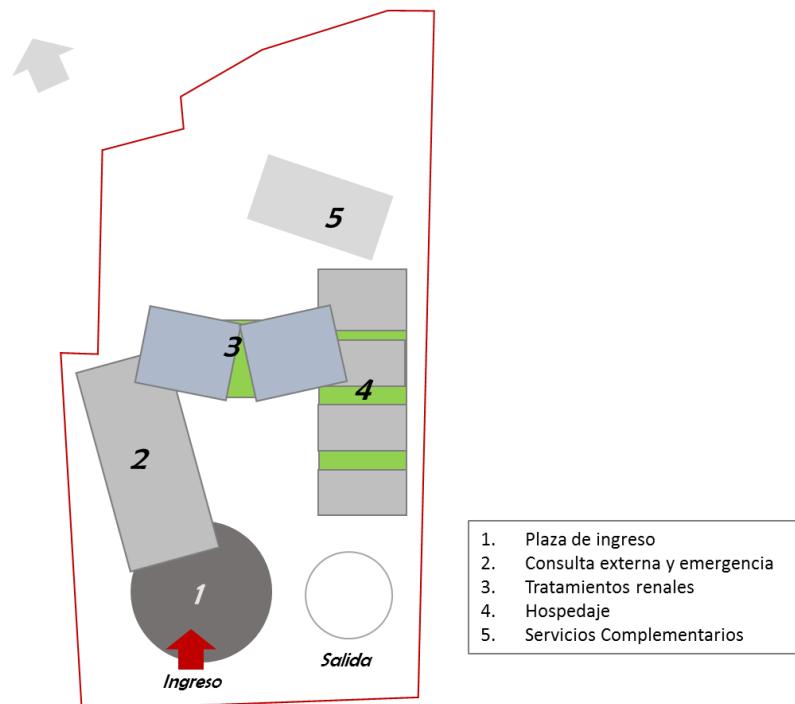 5
3
4
2
1
Ingreso
Salida
1. Plaza de ingreso
2. Consulta externa y emergencia
3. Tratamientos renales
4. Hospedaje
5. Servicios Complementarios